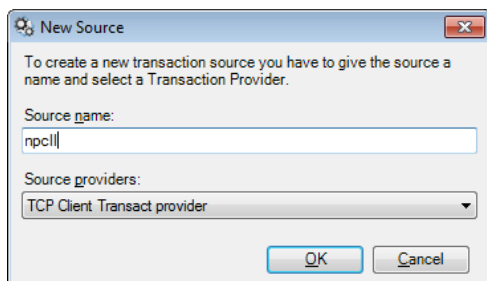 New Source
To create a new transaction source you have to give the source a
name and select a Transaction Provider.
Source name:
npcll
Source providers:
TCP Client Transact provider
OK
Cancel